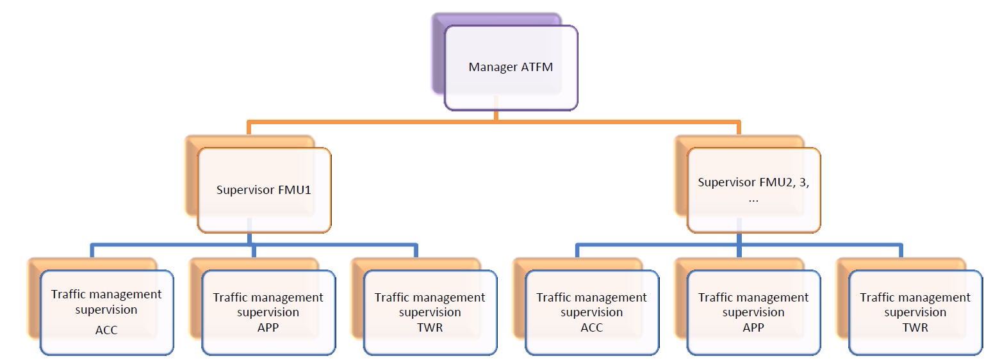 Manager ATFM
Supervisor FMU1
Supervisor FMU2, 3,
...
Traffic management
supervision
ACC
Traffic management
supervision
APP
Traffic management
supervision
TWR
Traffic management
supervision
ACC
Traffic management
supervision
APP
Traffic management
supervision
TWR